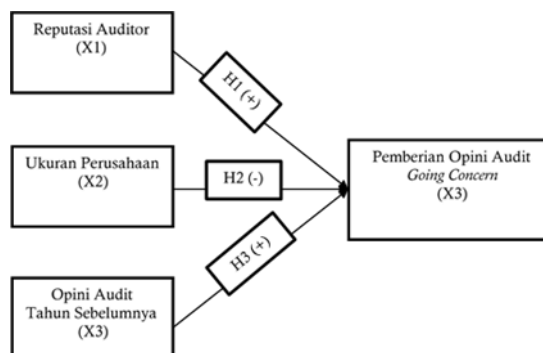 Reputasi Auditor
(X1)
H1 (+)
Ukuran Perusahaan
(X2)
H2 (-)
Pemberian Opini Audit
Going Concern
(X3)
H3 (+)
Opini Audit
Tahun Sebelumnya
(X3)